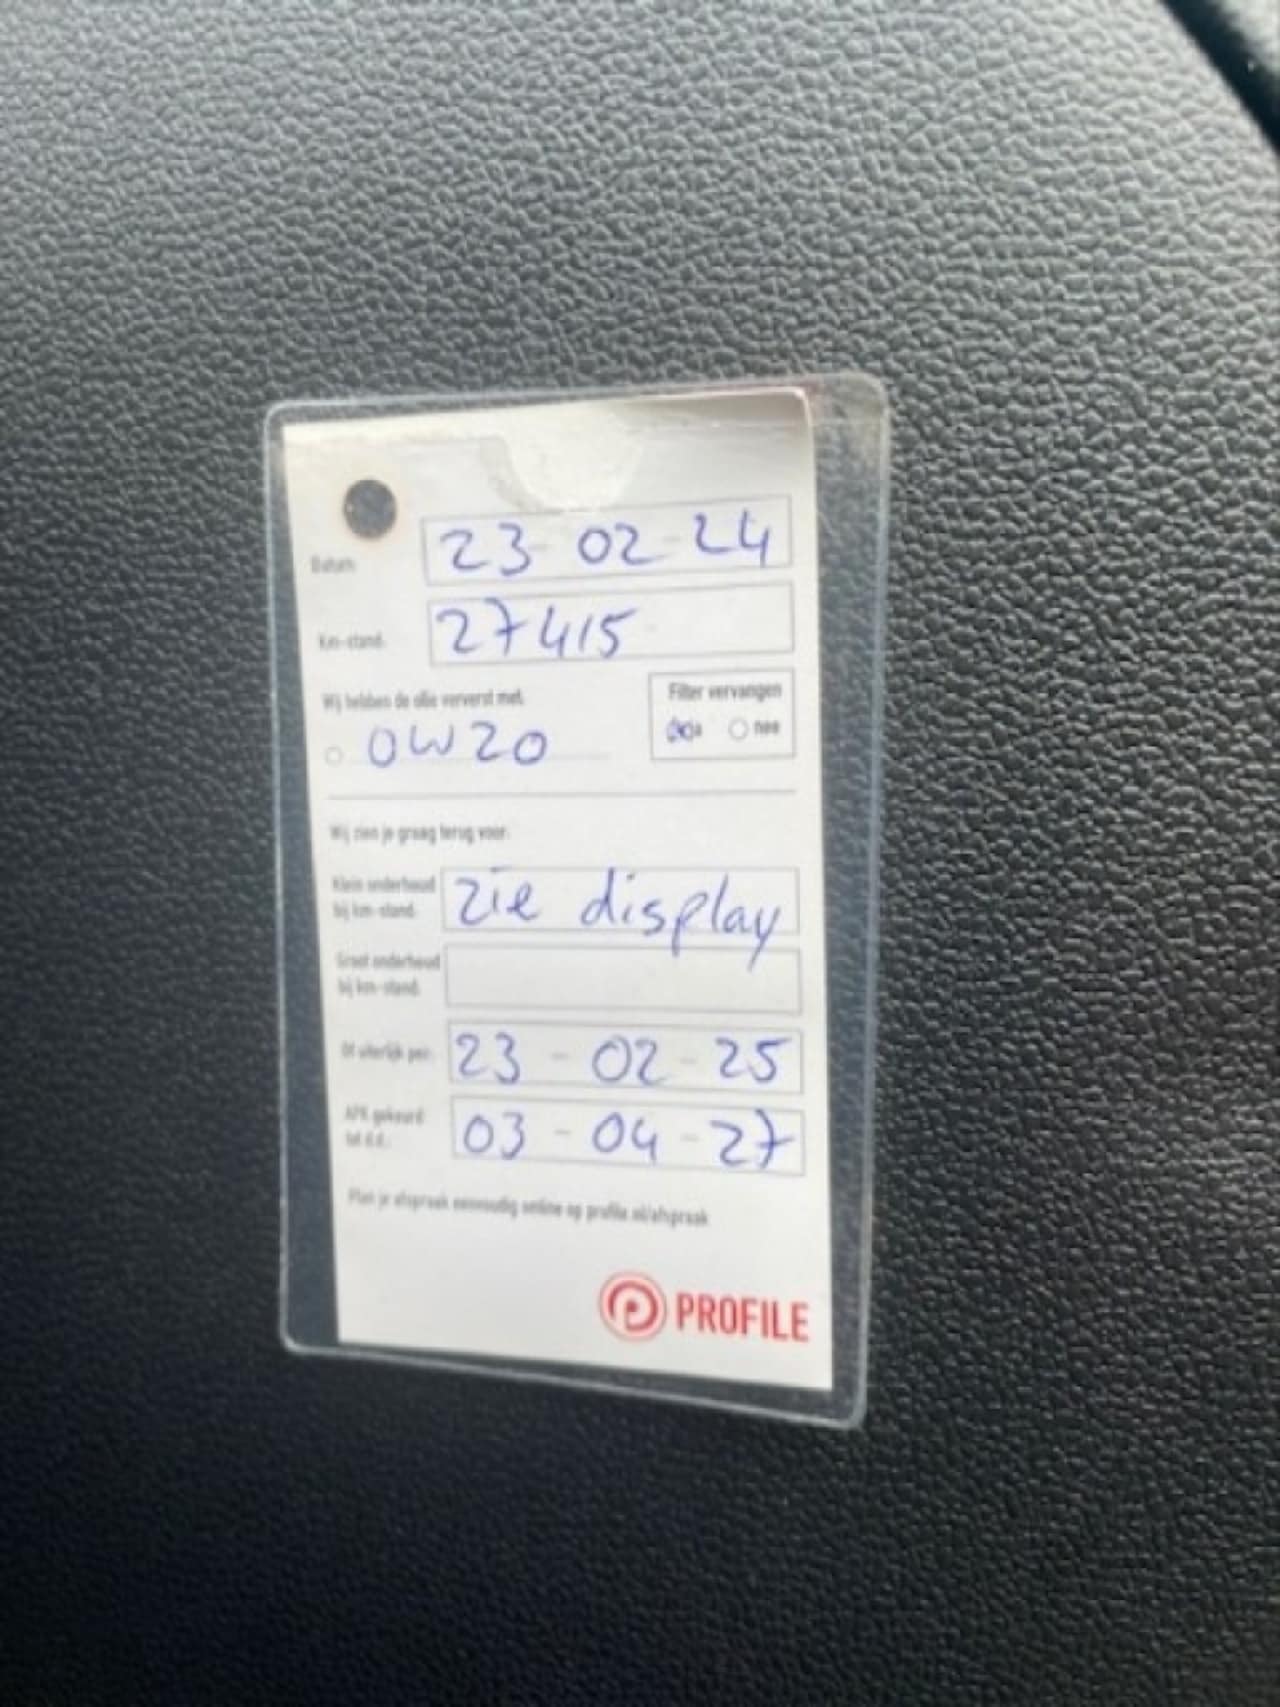 Datum: 23-02-24
Km-stand: 27415
Wij hebben de olie ververst met:
0W20
Filter vervangen
ja nee
Wij zien je graag terug voor:
Klein onderhoud
bij km-stand: zie display
Groot onderhoud
bij km-stand:
Of uiterlijk per: 23-02-25
APK gekeurd
tot d.d.: 03-04-27
Plan je afspraak eenvoudig online op profile.nl/afspraak
PROFILE